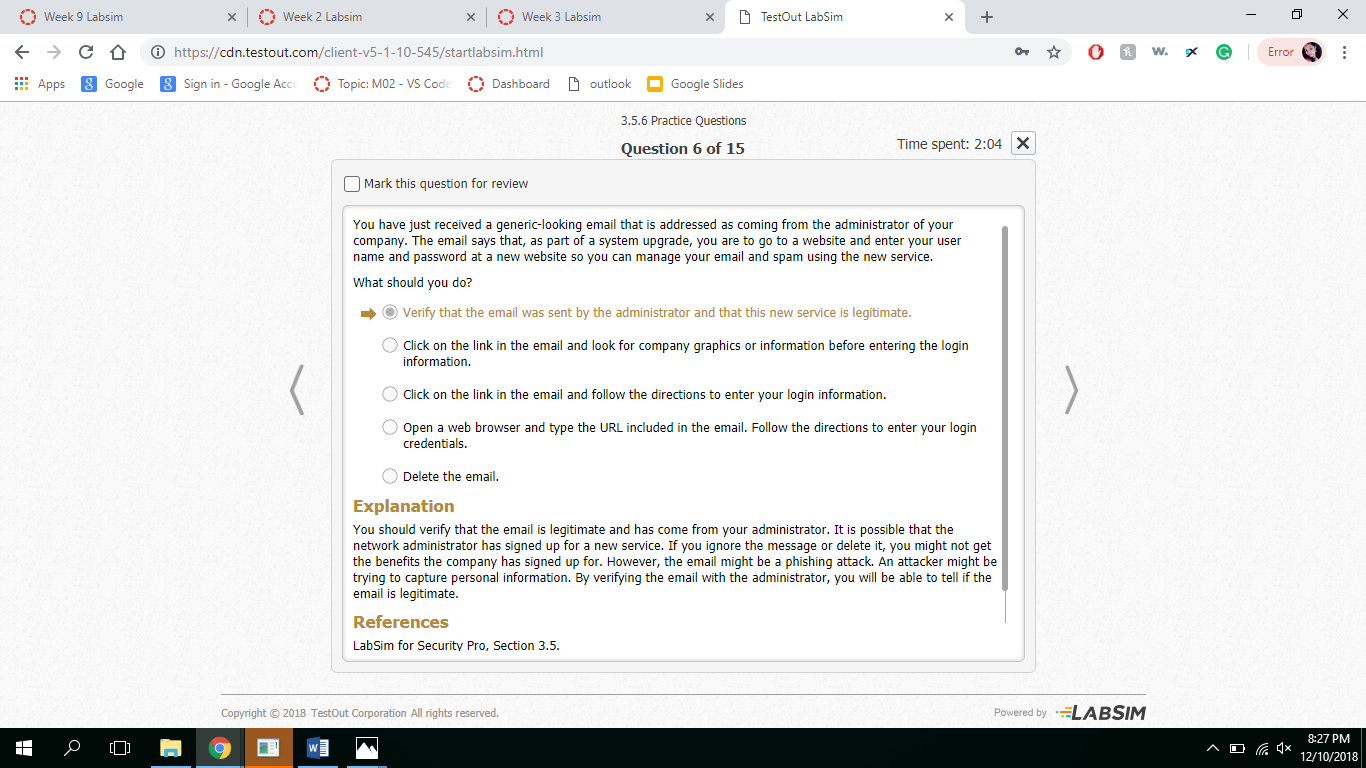 Week 9 Labsim
Week 2 Labsim
Week 3 Labsim
TestOut LabSim
https://cdn.testout.com/client-v5-1-10-545/startlabsim.html
Error
Apps
Google
Sign in - Google Acc
Topic: M02 - VS Code
Dashboard
outlook
Google Slides
3.5.6 Practice Questions
Question 6 of 15
Time spent: 2:04
Mark this question for review
You have just received a generic-looking email that is addressed as coming from the administrator of your
company. The email says that, as part of a system upgrade, you are to go to a website and enter your user
name and password at a new website so you can manage your email and spam using the new service.
What should you do?
Verify that the email was sent by the administrator and that this new service is legitimate.
Click on the link in the email and look for company graphics or information before entering the login
information.
Click on the link in the email and follow the directions to enter your login information.
Open a web browser and type the URL included in the email. Follow the directions to enter your login
credentials.
Delete the email.
Explanation
You should verify that the email is legitimate and has come from your administrator. It is possible that the
network administrator has signed up for a new service. If you ignore the message or delete it, you might not get
the benefits the company has signed up for. However, the email might be a phishing attack. An attacker might be
trying to capture personal information. By verifying the email with the administrator, you will be able to tell if the
email is legitimate.
References
LabSim for Security Pro, Section 3.5.
Copyright © 2018 TestOut Corporation All rights reserved.
Powered by LABSIM
8:27 PM
12/10/2018